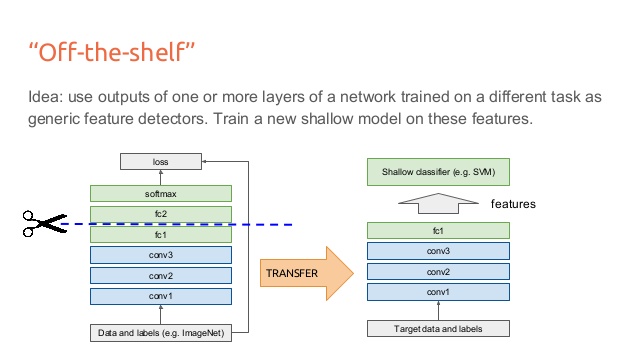 “Off-the-shelf”
Idea: use outputs of one or more layers of a network trained on a different task as
generic feature detectors. Train a new shallow model on these features.
loss
softmax
fc2
fc1
conv3
conv2
conv1
Data and labels (e.g. ImageNet)
TRANSFER
Shallow classifier (e.g. SVM)
features
fc1
conv3
conv2
conv1
Target data and labels